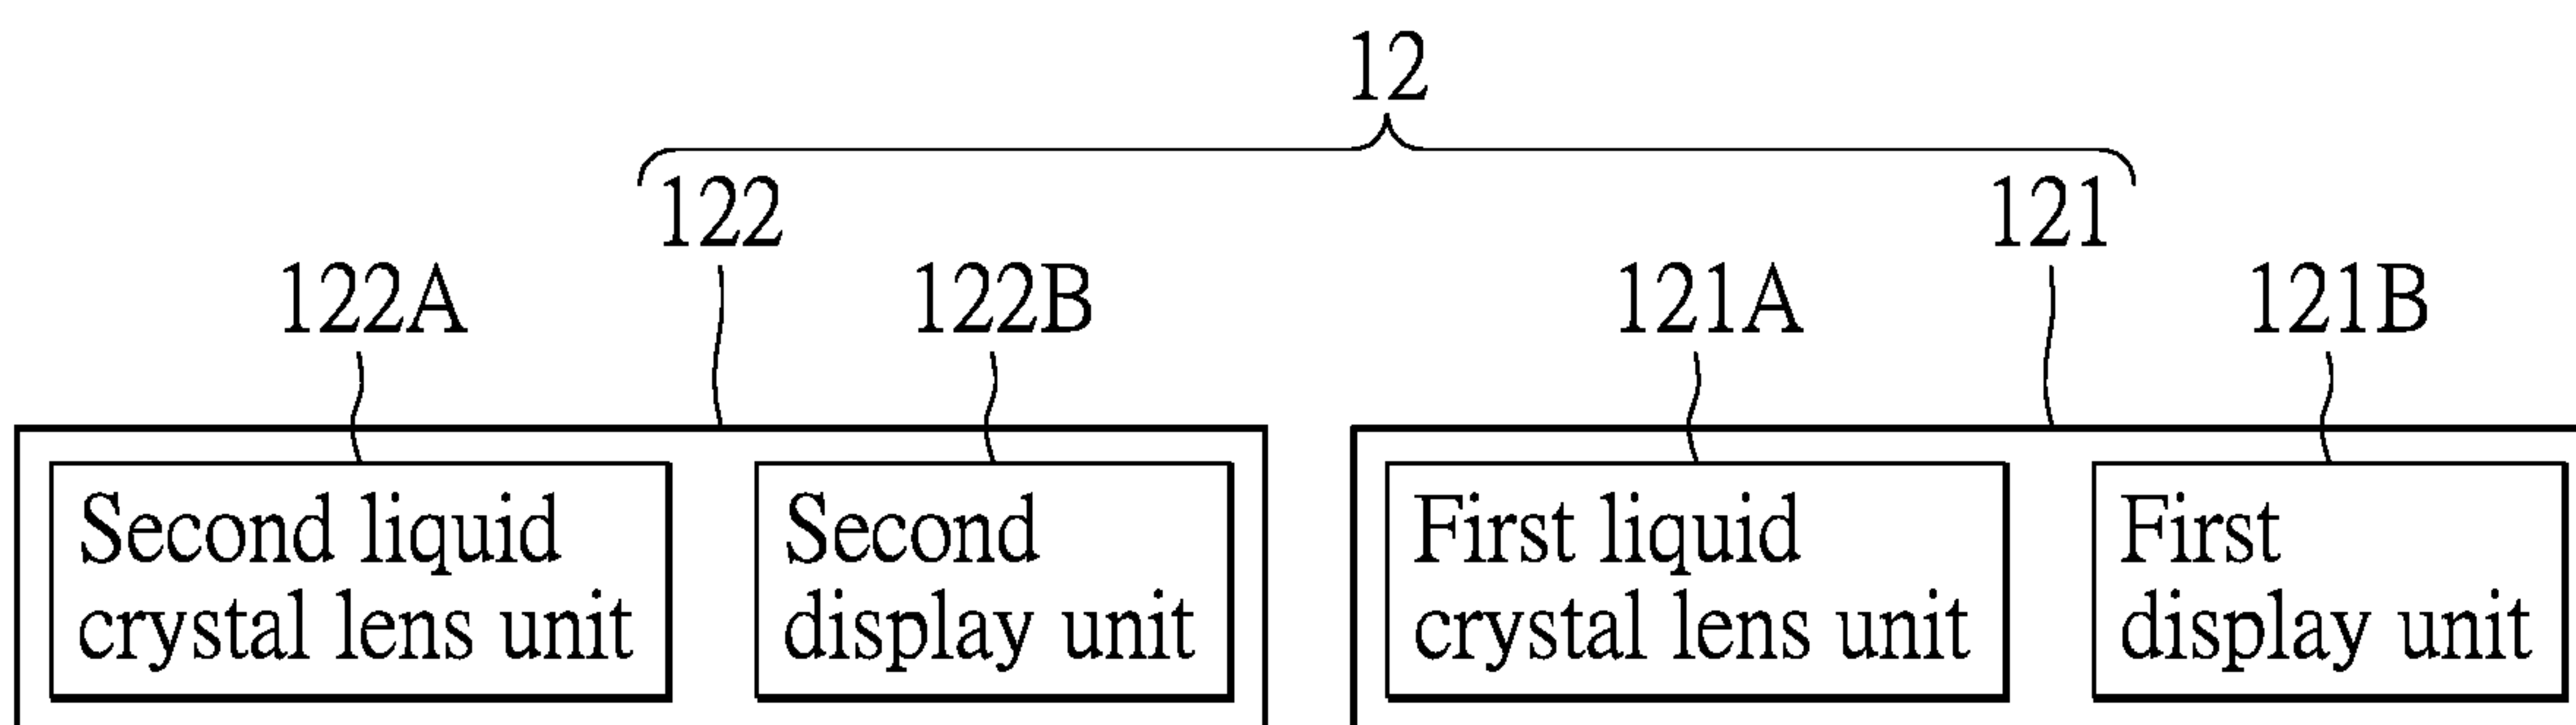 12
122
121
122A
122B
121A
121B
Second liquid
crystal lens unit
Second
display unit
First liquid
crystal lens unit
First
display unit